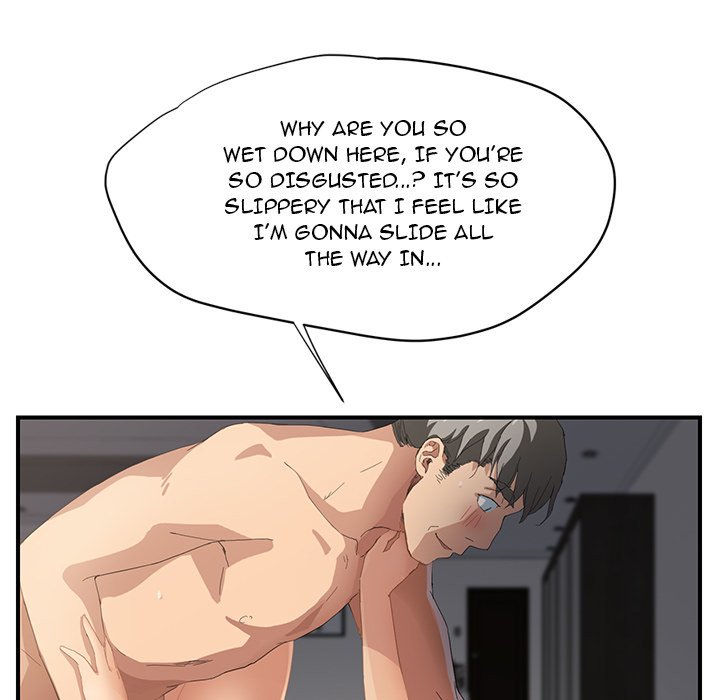 WHY ARE YOU SO
WET DOWN HERE, IF YOU'RE
SO DISGUSTED...? IT'S SO
SLIPPERY THAT I FEEL LIKE
I'M GONNA SLIDE ALL
THE WAY IN...